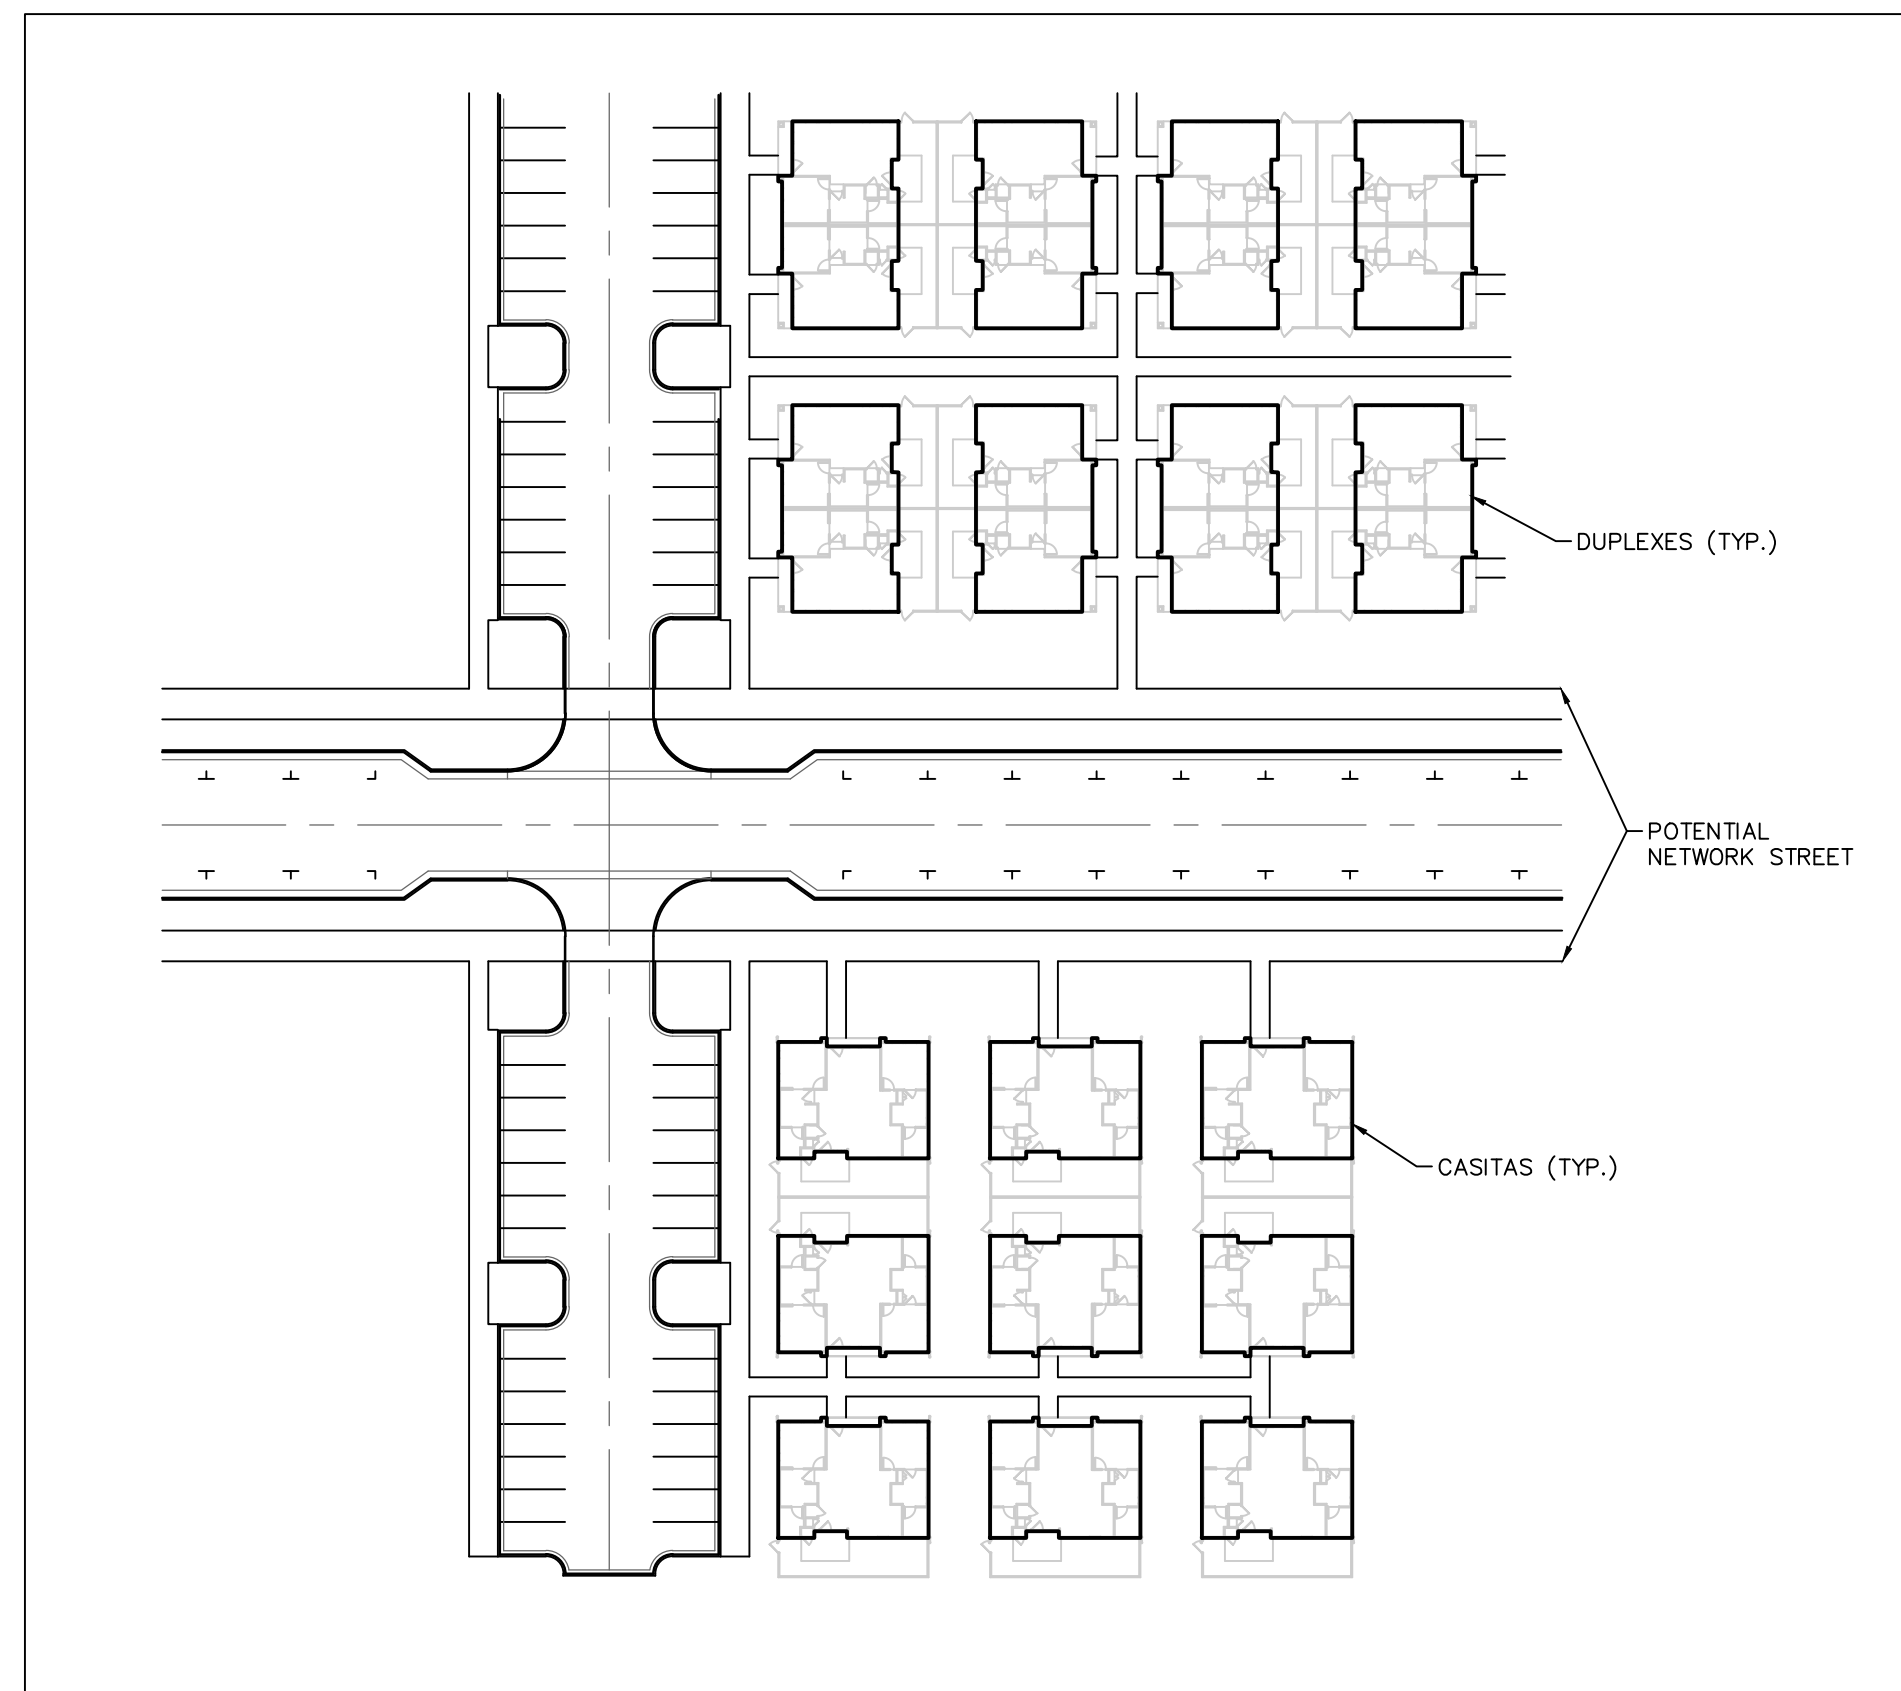 DUPLEXES (TYP.)
POTENTIAL
NETWORK STREET
CASITAS (TYP.)